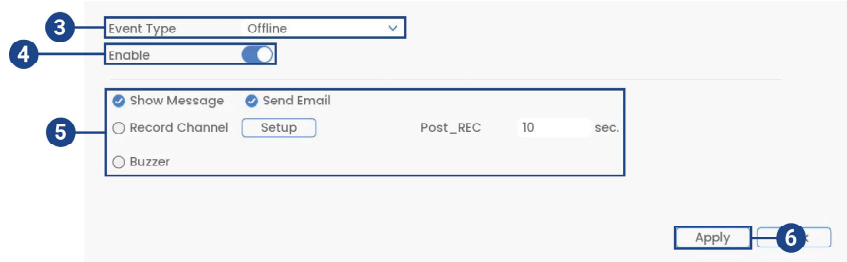 3 Event Type Offline
4 Enable
Show Message Send Email
5 Record Channel Setup Post_REC 10 sec.
Buzzer
Apply 6